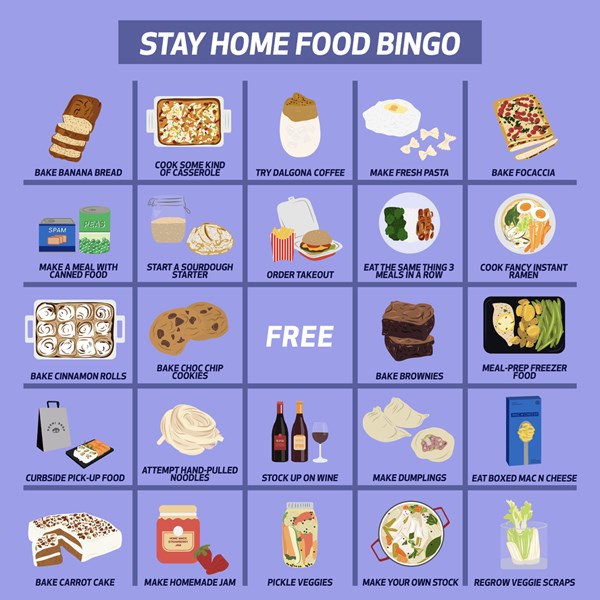 STAY HOME FOOD BINGO
BAKE BANANA BREAD
COOK SOME KIND
OF CASSEROLE
TRY DALGONA COFFEE
MAKE FRESH PASTA
BAKE FOCACCIA
SPAM
PEAS
MAKE A MEAL WITH
CANNED FOOD
START A SOURDOUGH
STARTER
ORDER TAKEOUT
EAT THE SAME THING 3
MEALS IN A ROW
COOK FANCY INSTANT
RAMEN
BAKE CINNAMON ROLLS
BAKE CHOC CHIP
COOKIES
FREE
BAKE BROWNIES
MEAL-PREP FREEZER
FOOD
CURBSIDE PICK-UP FOOD
ATTEMPT HAND-PULLED
NOODLES
STOCK UP ON WINE
MAKE DUMPLINGS
EAT BOXED MAC N CHEESE
BAKE CARROT CAKE
MAKE HOMEMADE JAM
PICKLE VEGGIES
MAKE YOUR OWN STOCK
REGROW VEGGIE SCRAPS